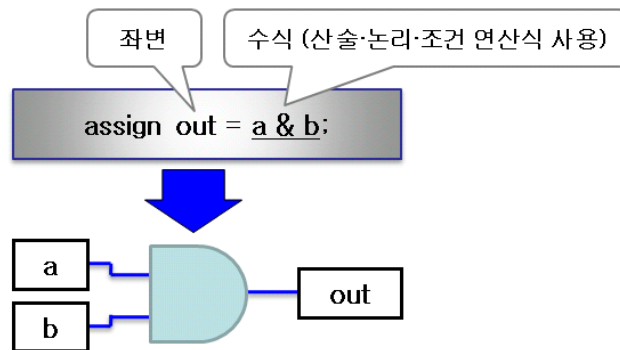 좌변
수식 (산술·논리·조건 연산식 사용)
assign out = a & b;
a
b
out